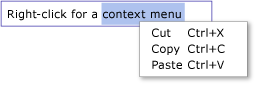 Right-click for a context menu
Cut Ctrl+X
Copy Ctrl+C
Paste Ctrl+V